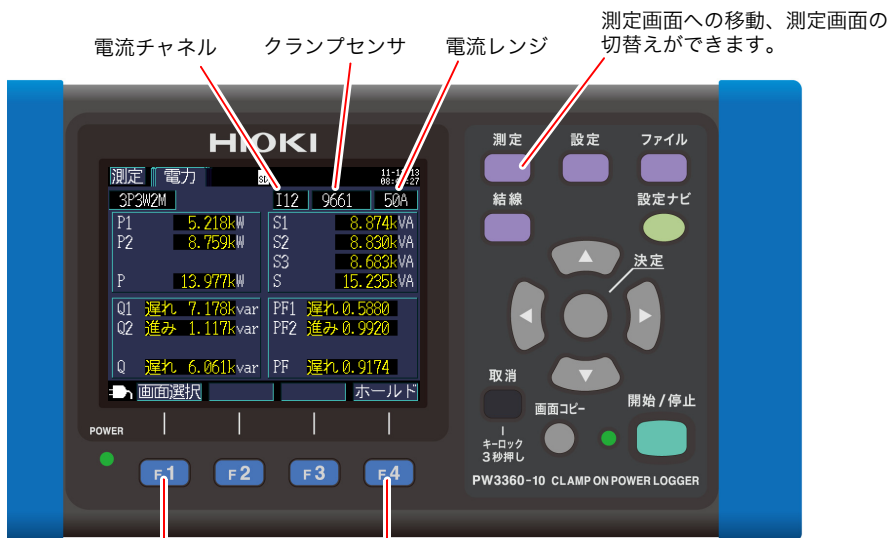 測定画面への移動、測定画面の
切替えができます。
電流チャネル クランプセンサ 電流レンジ
HIOKI
測定 電力
3P3W2M I12 9661 50A
P1 5.218kW S1 8.874kVA
P2 8.759kW S2 8.830kVA
S3 8.683kVA
P 13.977kW S 15.235kVA
Q1 遅れ 7.178kvar PF1 遅れ 0.5880
Q2 進み 1.117kvar PF2 進み 0.9920
Q 遅れ 6.061kvar PF 遅れ 0.9174
画面選択 ホールド
POWER
F1 F2 F3 F4
測定 設定 ファイル
結線 設定ナビ
決定
取消
画面コピー
開始/停止
キーロック
3秒押し
PW3360-10 CLAMP ON POWER LOGGER